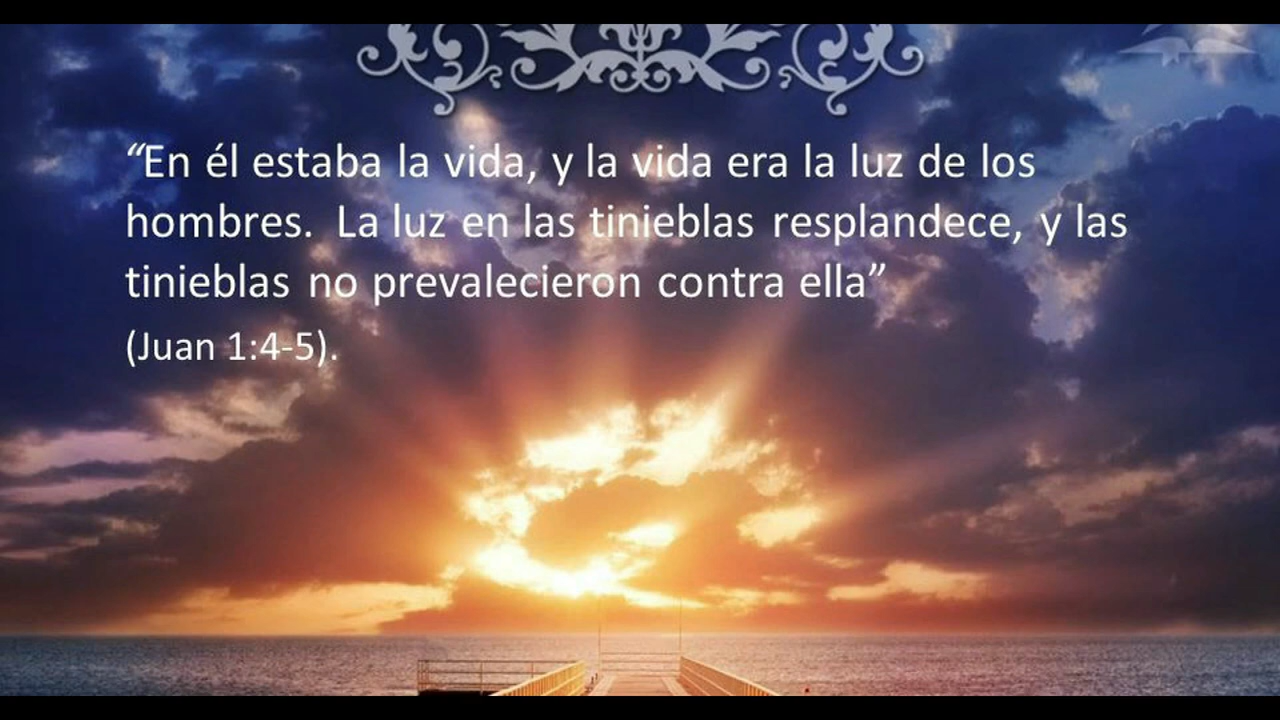 “En él estaba la vida, y la vida era la luz de los
hombres. La luz en las tinieblas resplandece, y las
tinieblas no prevalecieron contra ella”
(Juan 1:4-5).